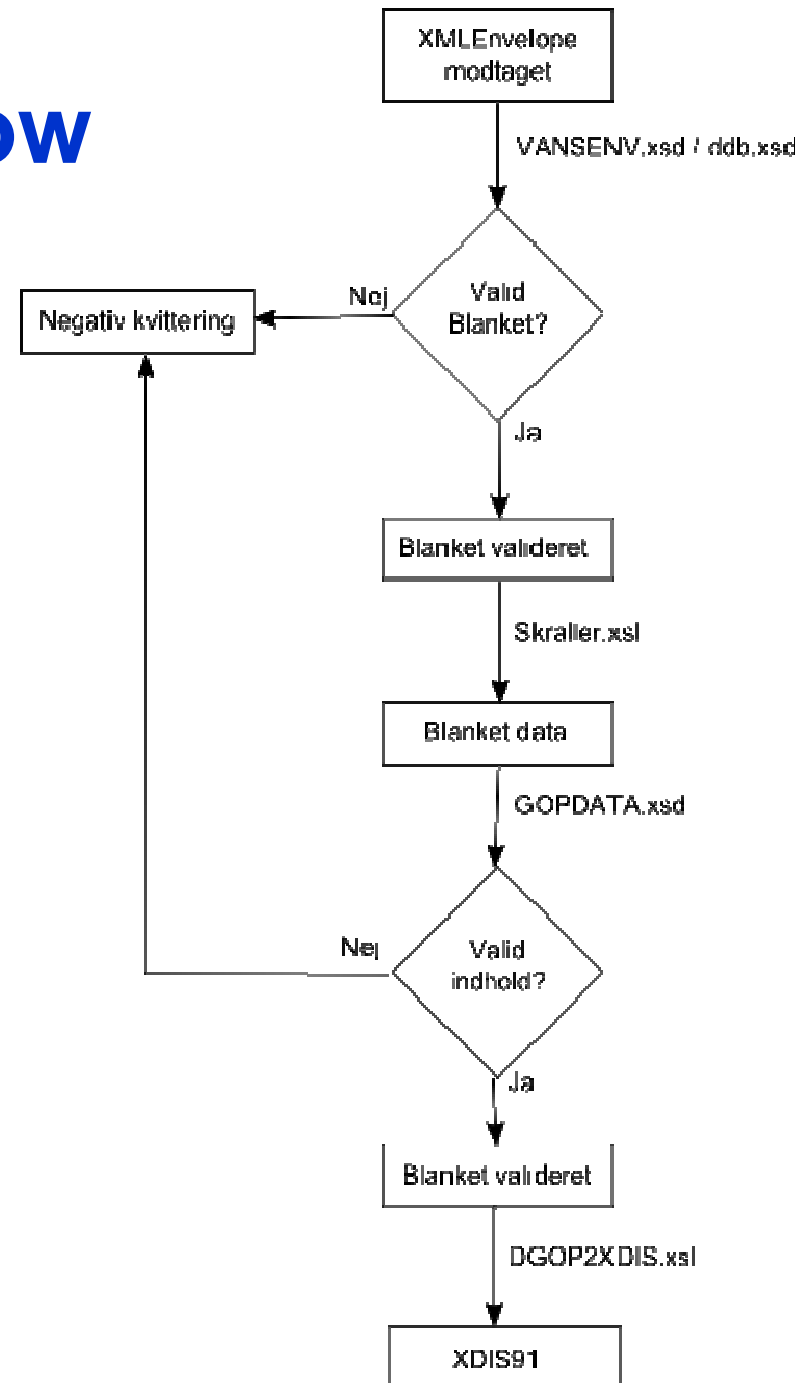 ow
XMLEnvelope
modtaget
VANSENV.xsd / ddb.xsd
Valid
Blanket?
Nej
Negativ kvittering
Ja
Blanket valideret
Skraller.xsl
Blanket data
GOPDATA.xsd
Valid
indhold?
Nej
Ja
Blanket valideret
DGOP2XDIS.xsl
XDIS91